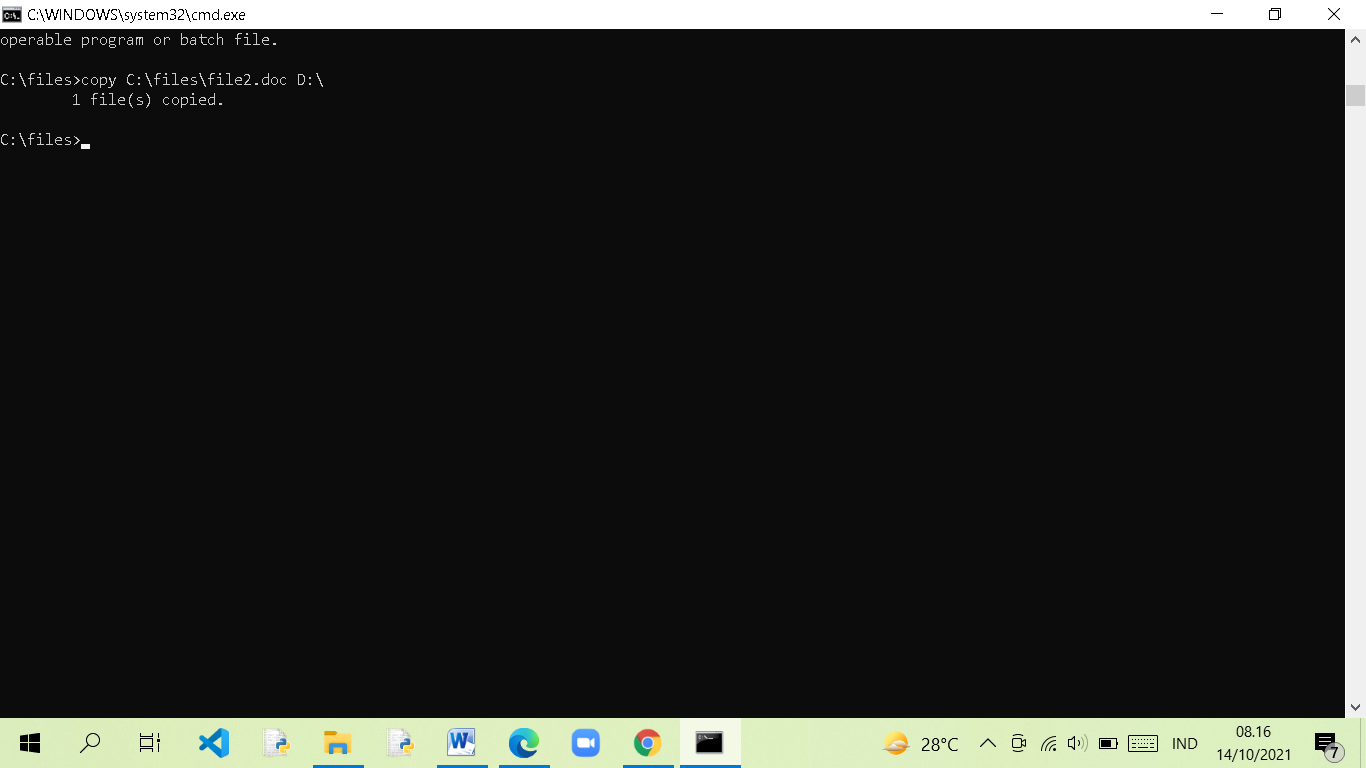 C:\WINDOWS\system32\cmd.exe
operable program or batch file.
C:\files>copy C:\files\file2.doc D:\
        1 file(s) copied.
C:\files>
28°C
IND
08.16
14/10/2021
7